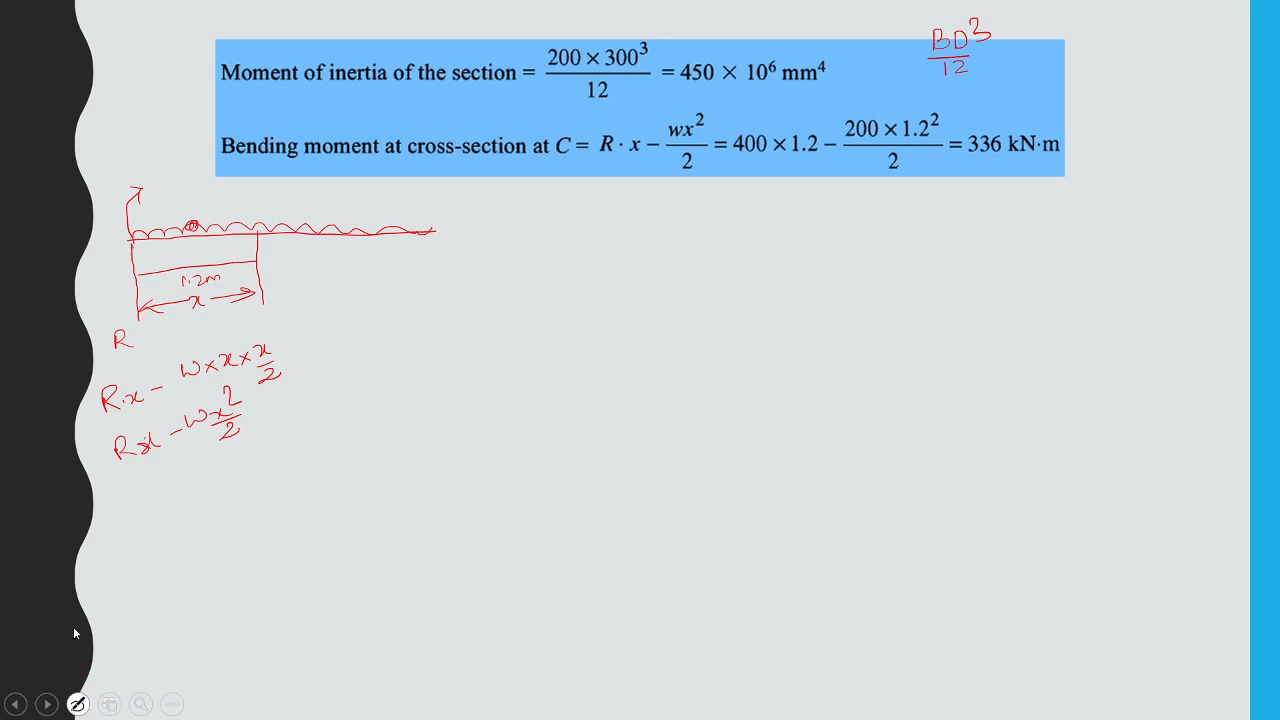 BD³/12
Moment of inertia of the section = 200 × 300³/12 = 450 × 10⁶ mm⁴
Bending moment at cross-section at C = R · x − wx²/2 = 400 × 1.2 − 200 × 1.2²/2 = 336 kN·m
1.2m
x
R
R.x − w×x×x/2
Rx − wx²/2